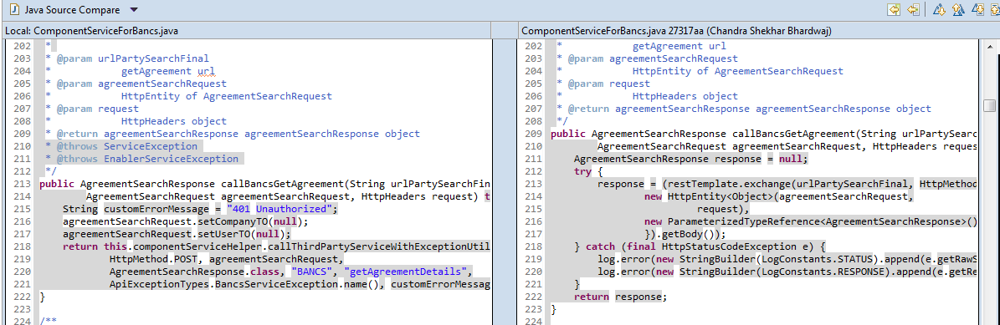 Java Source Compare
Local: ComponentServiceForBancs.java
202 *
203 * @param urlPartySearchFinal
204 * getAgreement url
205 * @param agreementSearchRequest
206 * HttpEntity of AgreementSearchRequest
207 * @param request
208 * HttpHeaders object
209 * @return agreementSearchResponse agreementSearchResponse object
210 * @throws ServiceException
211 * @throws EnablerServiceException
212 */
213 public AgreementSearchResponse callBancsGetAgreement(String urlPartySearchFin
214 AgreementSearchRequest agreementSearchRequest, HttpHeaders request) t
215 String customErrorMessage = "401 Unauthorized";
216 agreementSearchRequest.setCompanyTO(null);
217 agreementSearchRequest.setUserTO(null);
218 return this.componentServiceHelper.callThirdPartyServiceWithExceptionUtil
219 HttpMethod.POST, agreementSearchRequest,
220 AgreementSearchResponse.class, "BANCS", "getAgreementDetails",
221 ApiExceptionTypes.BancsServiceException.name(), customErrorMessag
222 }
223
224 /**
ComponentServiceForBancs.java 27317aa (Chandra Shekhar Bhardwaj)
202 * getAgreement url
203 * @param agreementSearchRequest
204 * HttpEntity of AgreementSearchRequest
205 * @param request
206 * HttpHeaders object
207 * @return agreementSearchResponse agreementSearchResponse object
208 */
209 public AgreementSearchResponse callBancsGetAgreement(String urlPartySearc
210 AgreementSearchRequest agreementSearchRequest, HttpHeaders reques
211 AgreementSearchResponse response = null;
212 try {
213 response = (restTemplate.exchange(urlPartySearchFinal, HttpMethod
214 new HttpEntity<Object>(agreementSearchRequest,
215 request),
216 new ParameterizedTypeReference<AgreementSearchResponse>()
217 }).getBody());
218 } catch (final HttpStatusCodeException e) {
219 log.error(new StringBuilder(LogConstants.STATUS).append(e.getRawS
220 log.error(new StringBuilder(LogConstants.RESPONSE).append(e.getRe
221 }
222 return response;
223 }
224